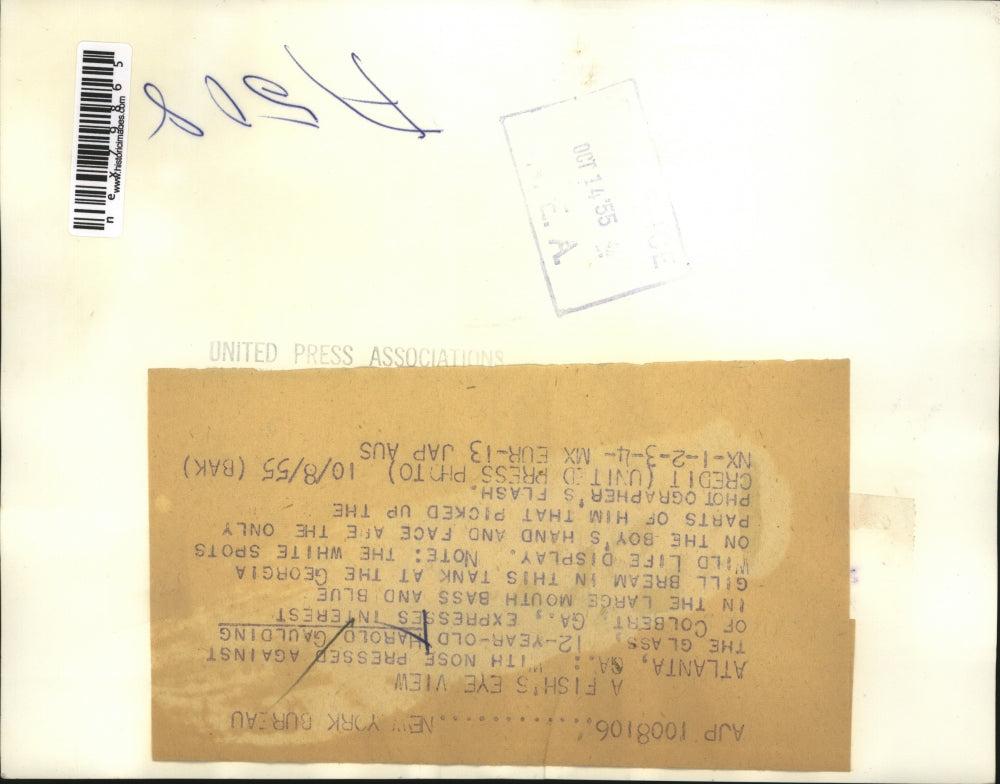 AJP 1008106..............NEW YORK BUREAU
A FISH'S EYE VIEW
ATLANTA, GA.: WITH NOSE PRESSED AGAINST
THE GLASS, 12-YEAR-OLD HAROLD GAULDING
OF COLBERT, GA., EXPRESSES INTEREST
IN THE LARGE MOUTH BASS AND BLUE
GILL BREAM IN THIS TANK AT THE GEORGIA
WILD LIFE DISPLAY. NOTE: THE WHITE SPOTS
ON THE BOY'S HAND AND FACE ARE THE ONLY
PARTS OF HIM THAT PICKED UP THE
PHOTOGRAPHER'S FLASH.
CREDIT (UNITED PRESS PHOTO) 10/8/55 (BAK)
NX-1-2-3-4- MX EUR-13 JAP AUS
UNITED PRESS ASSOCIATIONS
OCT 14 '55
E. A.
www.historicimages.com
nex79865